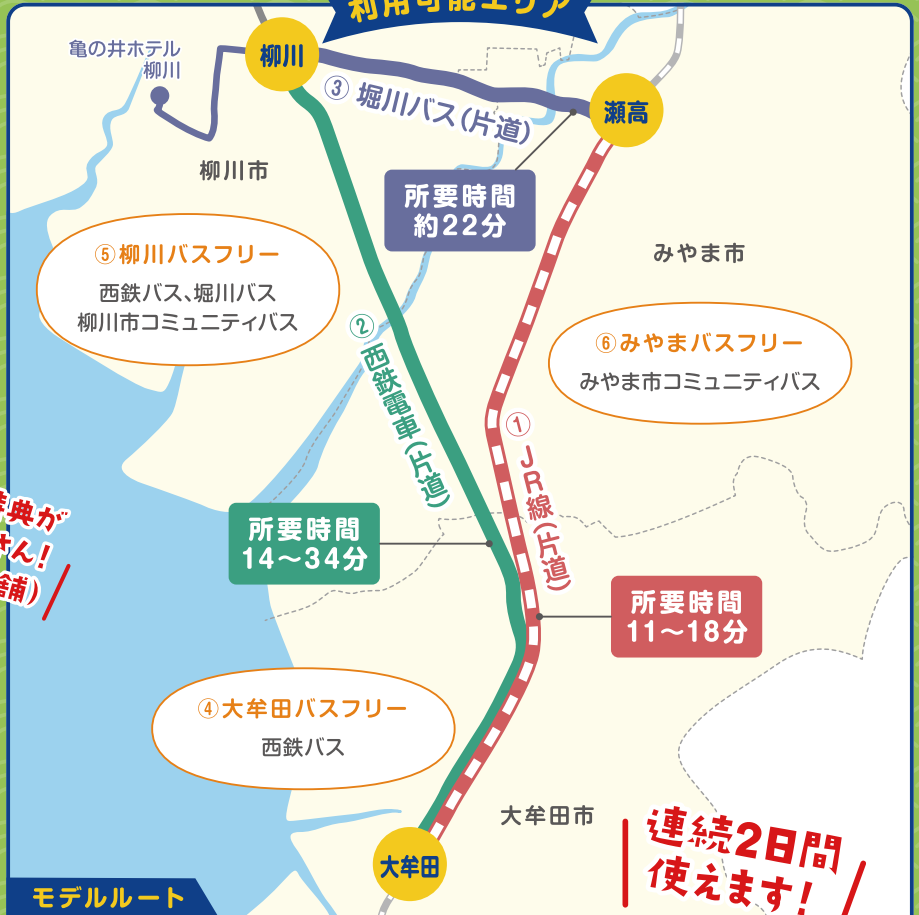 利用可能エリア
亀の井ホテル
柳川
柳川
③ 堀川バス(片道)
瀬高
柳川市
所要時間
約22分
みやま市
⑤柳川バスフリー
西鉄バス、堀川バス
柳川市コミュニティバス
② 西鉄電車(片道)
⑥みやまバスフリー
みやま市コミュニティバス
① JR線(片道)
典が
さん!
舗)
所要時間
14～34分
所要時間
11～18分
④大牟田バスフリー
西鉄バス
大牟田市
連続2日間
使えます!
大牟田
モデルルート